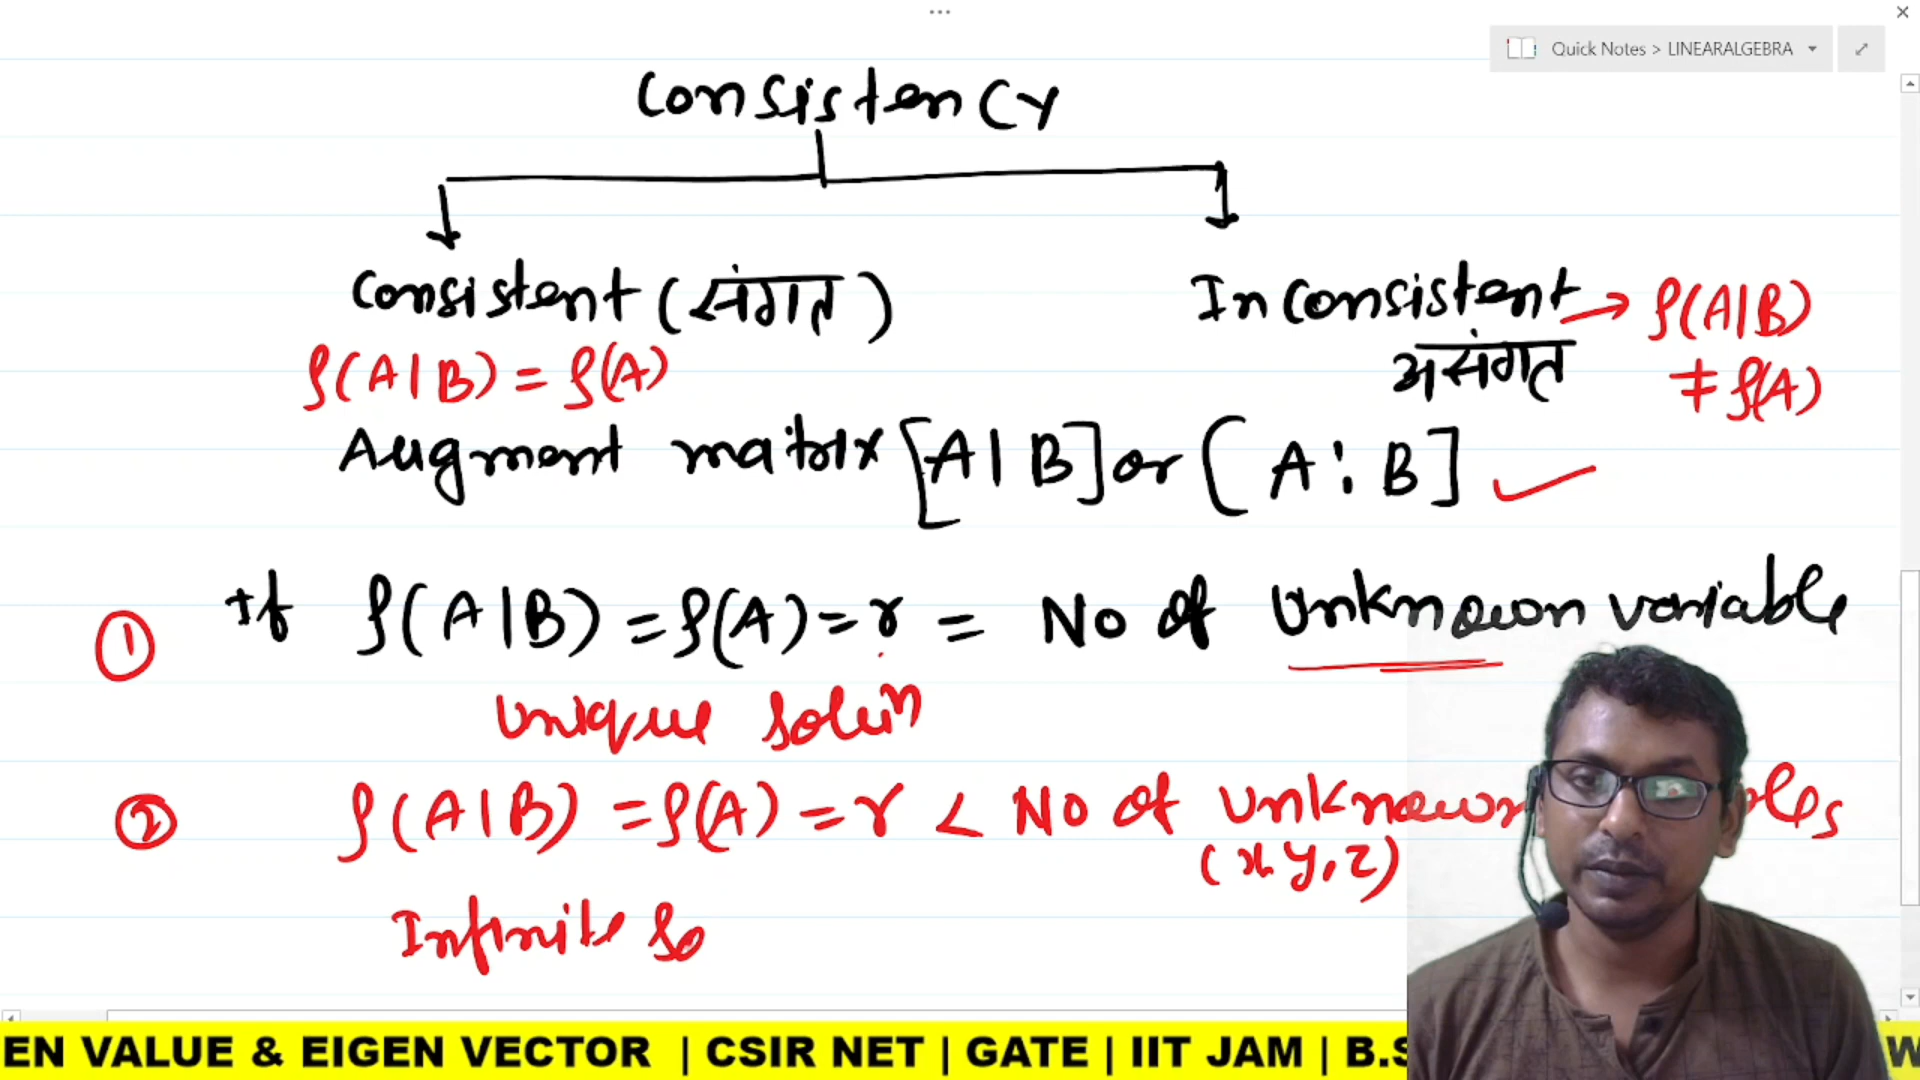 Quick Notes > LINEARALGEBRA
Consistency
Consistent (संगत)
Inconsistent → ρ(A|B)
असंगत ≠ ρ(A)
ρ(A|B) = ρ(A)
Augment matrix [A|B] or [A⋮B] ✓
① If ρ(A|B) = ρ(A) = r = No of unknown variable
Unique soluⁿ
② ρ(A|B) = ρ(A) = r < No of unknown
(x, y, z)
Infinite so
EN VALUE & EIGEN VECTOR | CSIR NET | GATE | IIT JAM | B.S